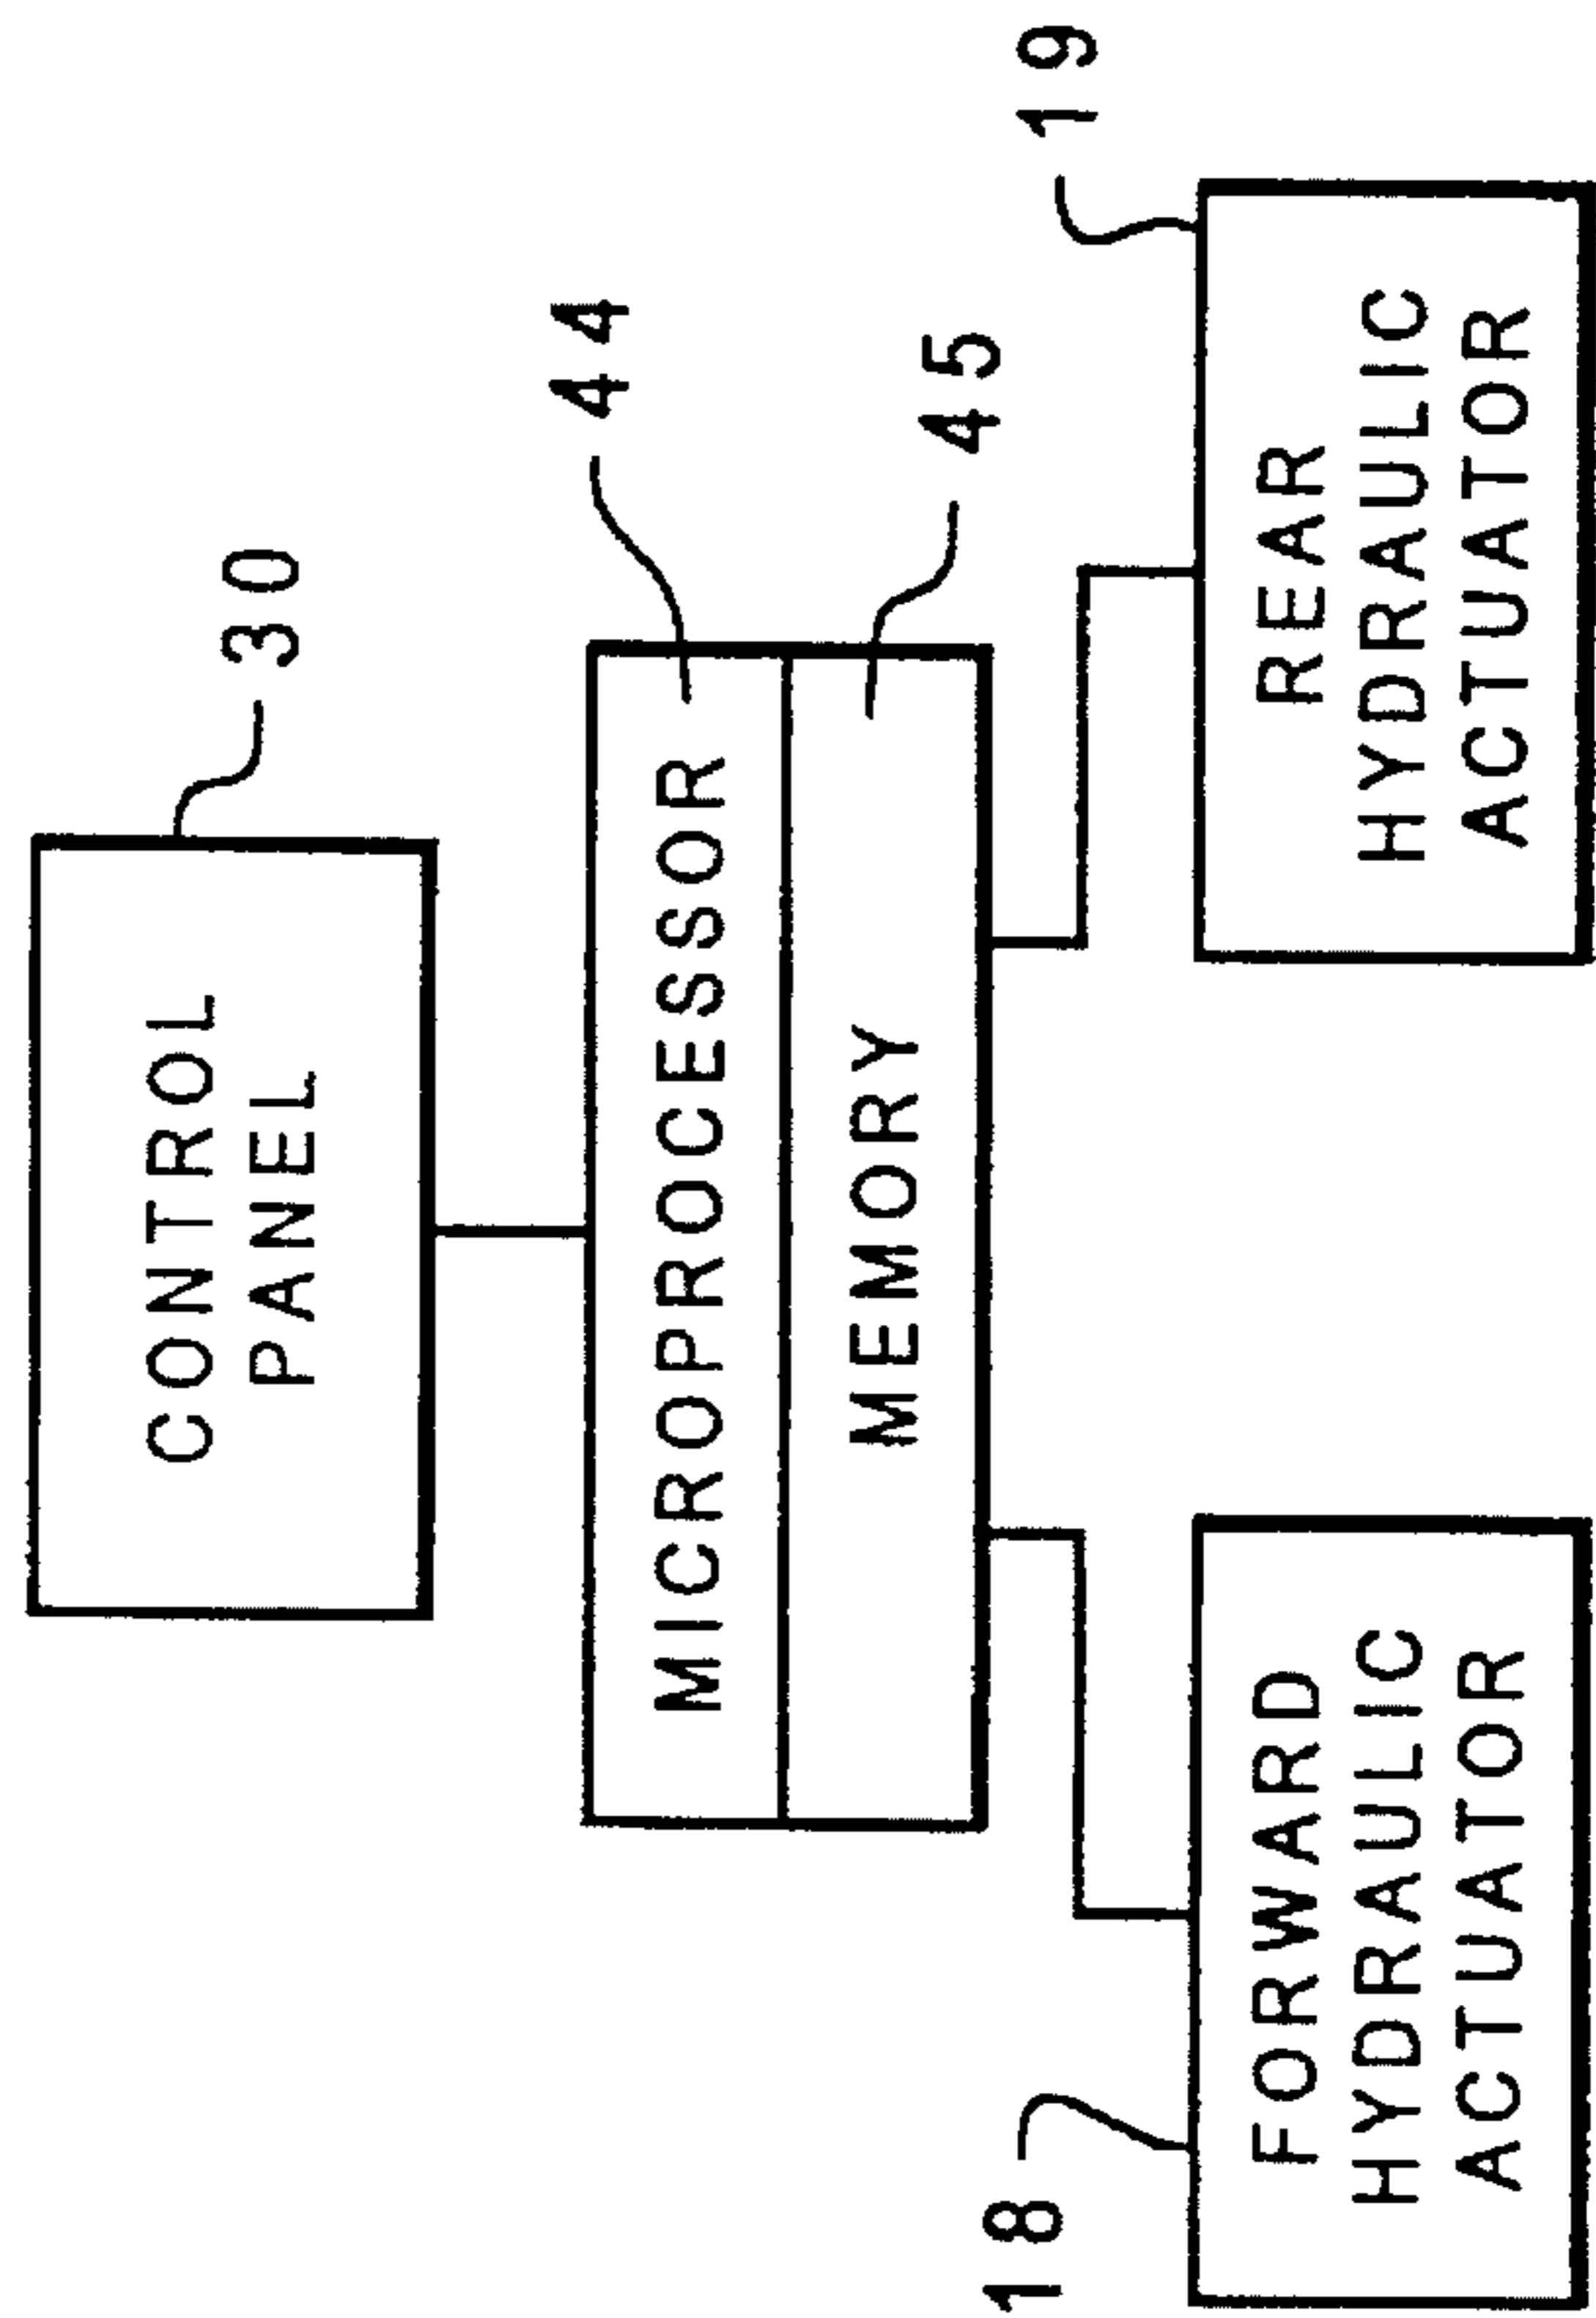 CONTROL
PANEL
30
MICROPROCESSOR
44
MEMORY
45
18
FORWARD
HYDRAULIC
ACTUATOR
19
REAR
HYDRAULIC
ACTUATOR